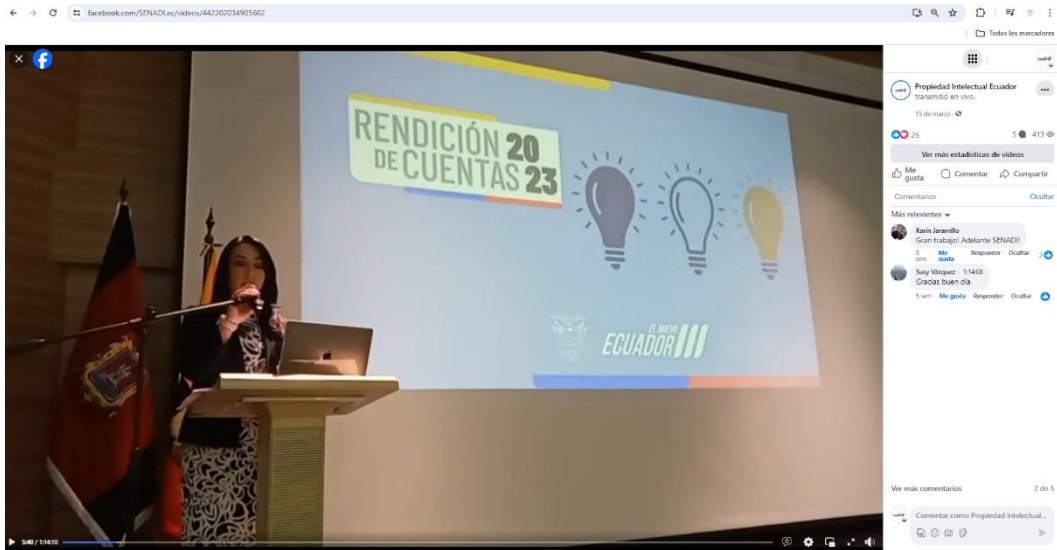 facebook.com/SENADI.ec/videos/442202034905602
Todos los marcadores
RENDICIÓN 20
DE CUENTAS 23
EL NUEVO
ECUADOR
Propiedad Intelectual Ecuador
transmitió en vivo.
15 de marzo
25
5
413
Ver más estadísticas de videos
Me gusta
Comentar
Compartir
Comentarios
Ocultar
Más relevantes
Karin Jaramillo
Gran trabajo! Adelante SENADI!
5 sem
Me gusta
Responder
Ocultar
2
Susy Vázquez · 1:14:08
Gracias buen día
5 sem Me gusta Responder Ocultar
Ver más comentarios
2 de 5
Comentar como Propiedad Intelectual...
5:40 / 1:14:10